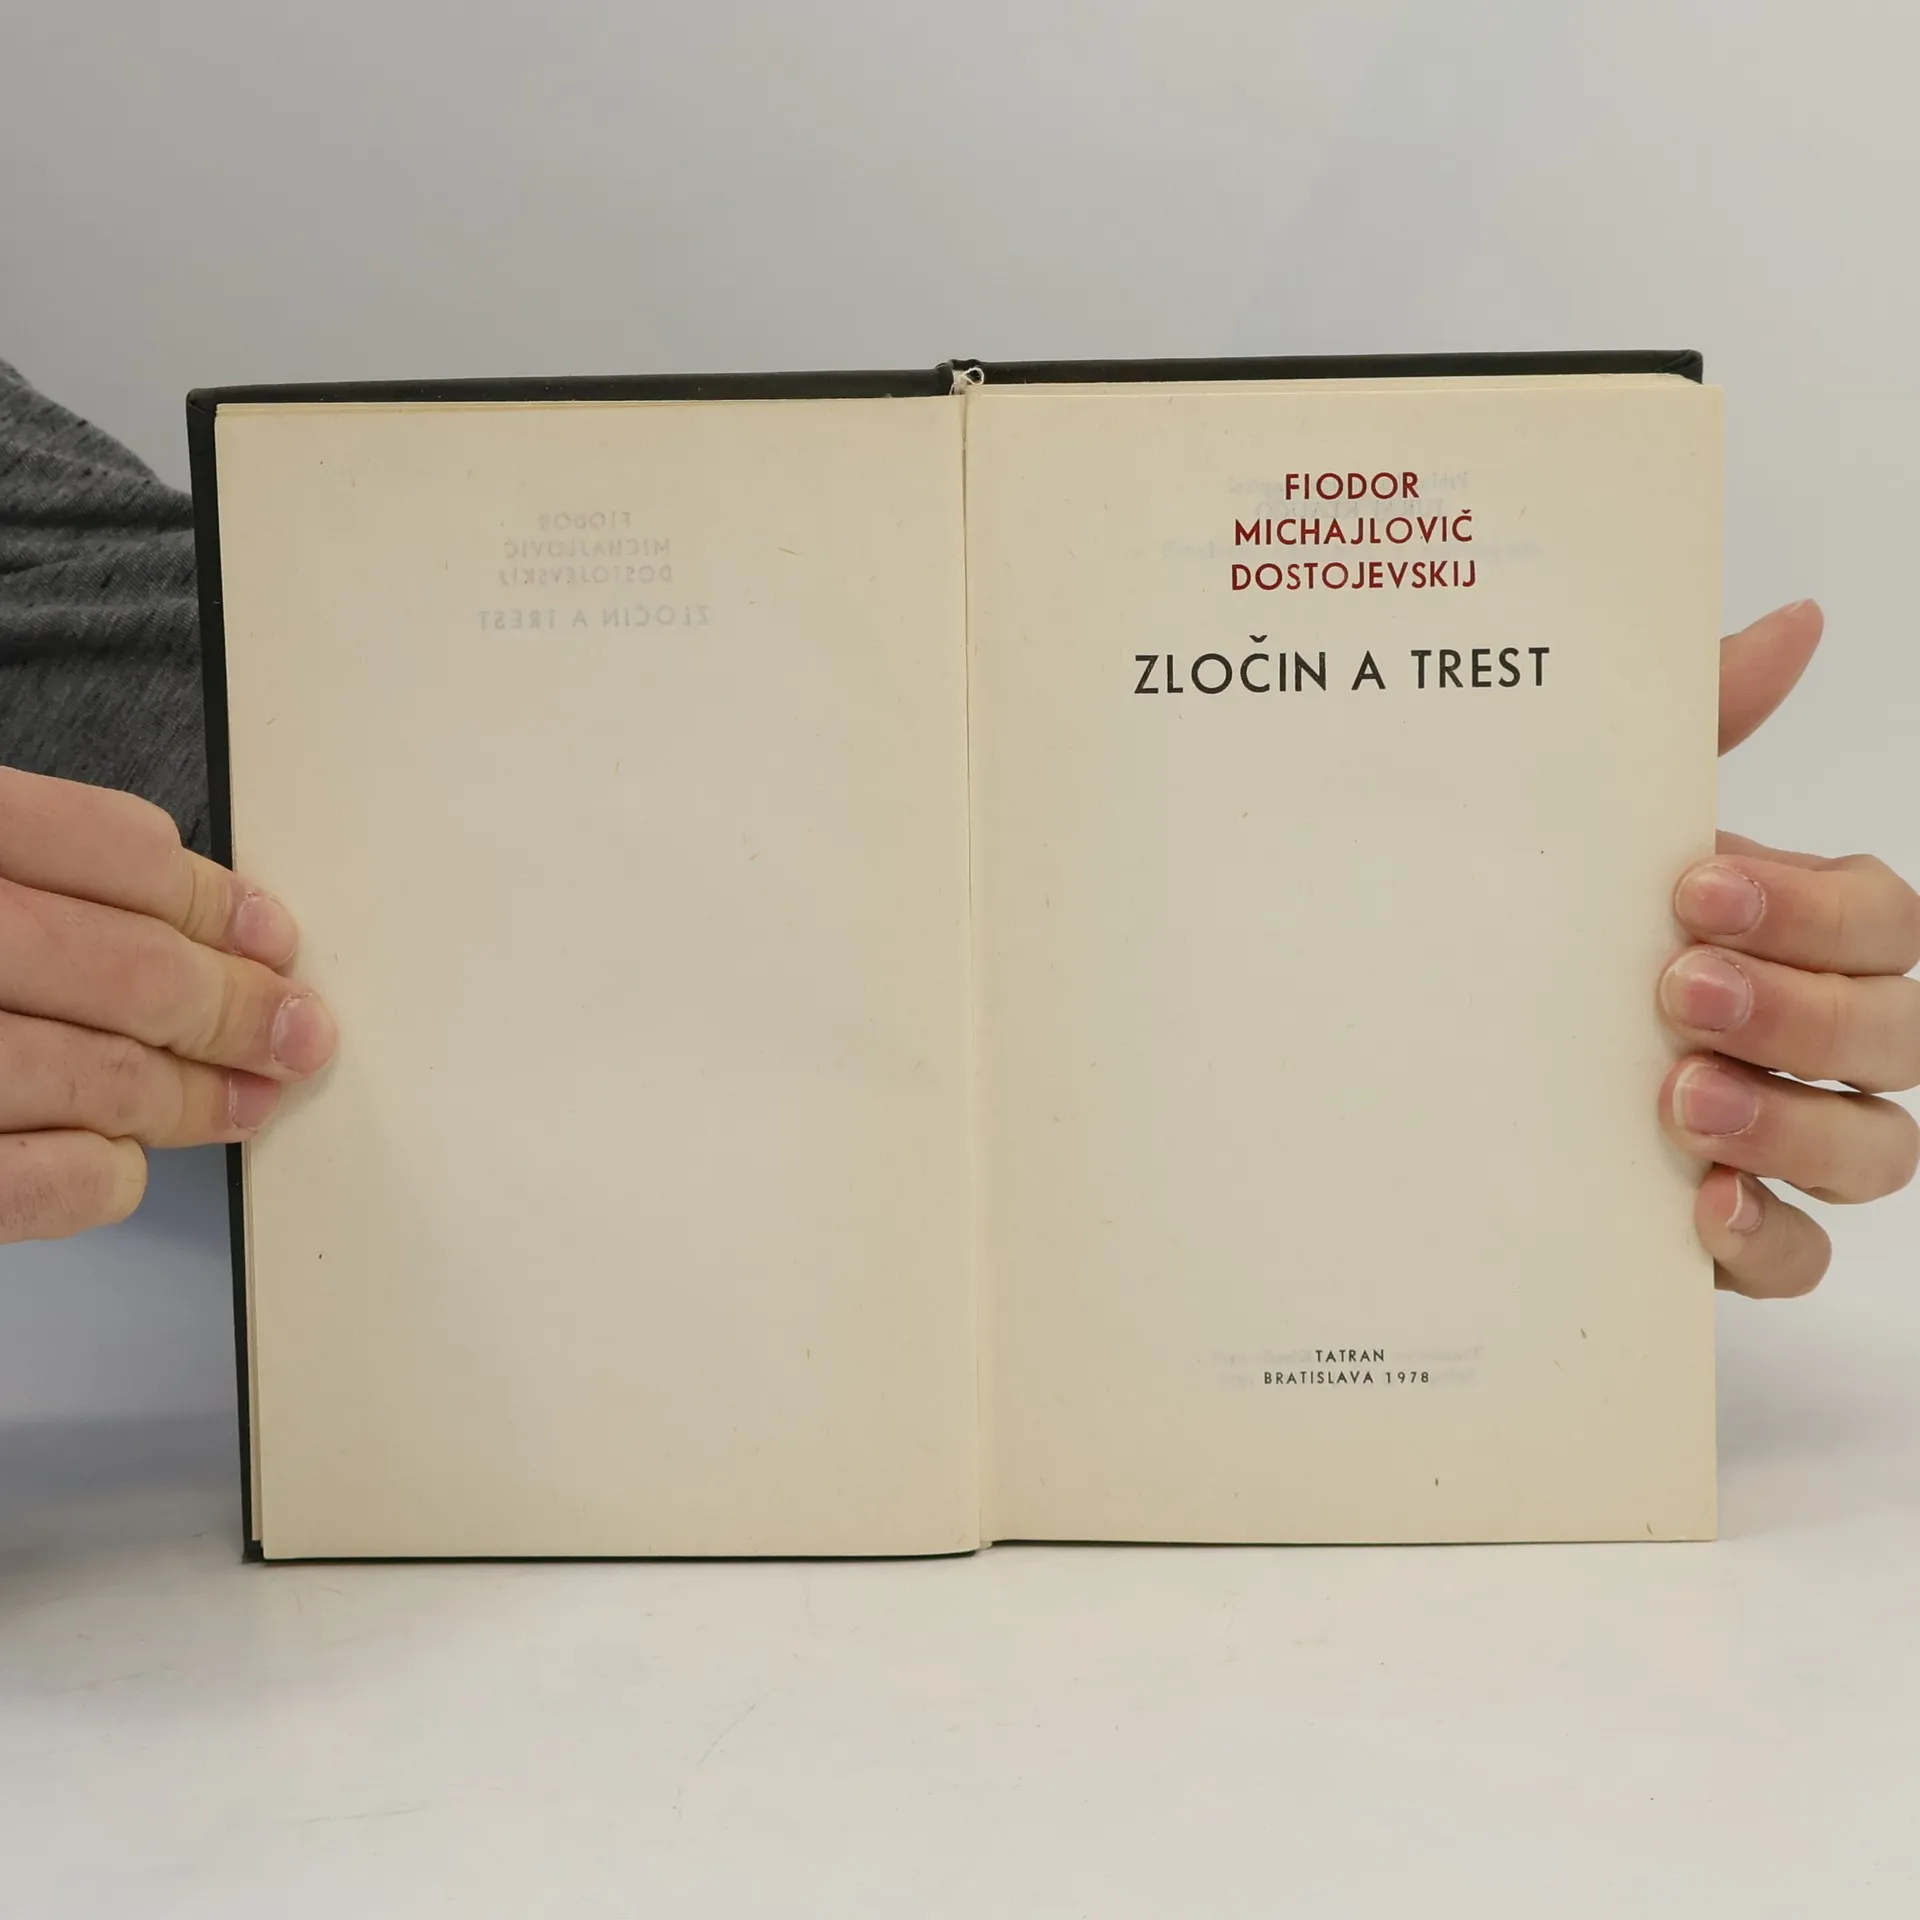 FIODOR
MICHAJLOVIČ
DOSTOJEVSKIJ
ZLOČIN A TREST
TATRAN
BRATISLAVA 1978